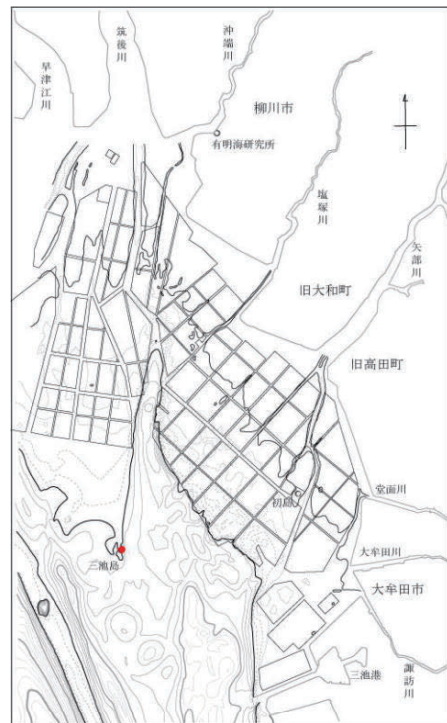 早津江川
筑後川
沖端川
柳川市
有明海研究所
塩塚川
矢部川
旧大和町
旧高田町
堂面川
初島
大牟田川
三池島
大牟田市
三池港
諏訪川